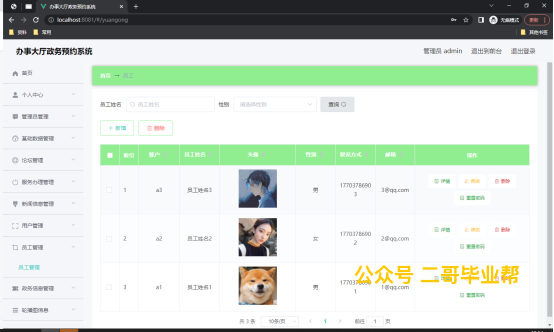 办事大厅政务预约系统
localhost:8081/#/yuangong
无痕模式
更新
资料
常用
其他书签
办事大厅政务预约系统
管理员 admin
退出到前台
退出登录
首页
个人中心
管理员管理
基础数据管理
论坛管理
服务办理管理
新闻信息管理
用户管理
员工管理
员工管理
政务信息管理
轮播图信息
首页
员工
员工姓名
员工姓名
性别
请选择性别
查询
+ 新增
删除
索引 账户 员工姓名 头像 性别 联系方式 邮箱 操作
1 a3 员工姓名3 男 17703786903 3@qq.com 详情 修改 删除
重置密码
2 a2 员工姓名2 女 17703786902 2@qq.com 详情 修改 删除
重置密码
3 a1 员工姓名1 男 17703786901 1@qq.com
重置密码
公众号 二哥毕业帮
共 3 条 10条/页 < 1 > 前往 1 页